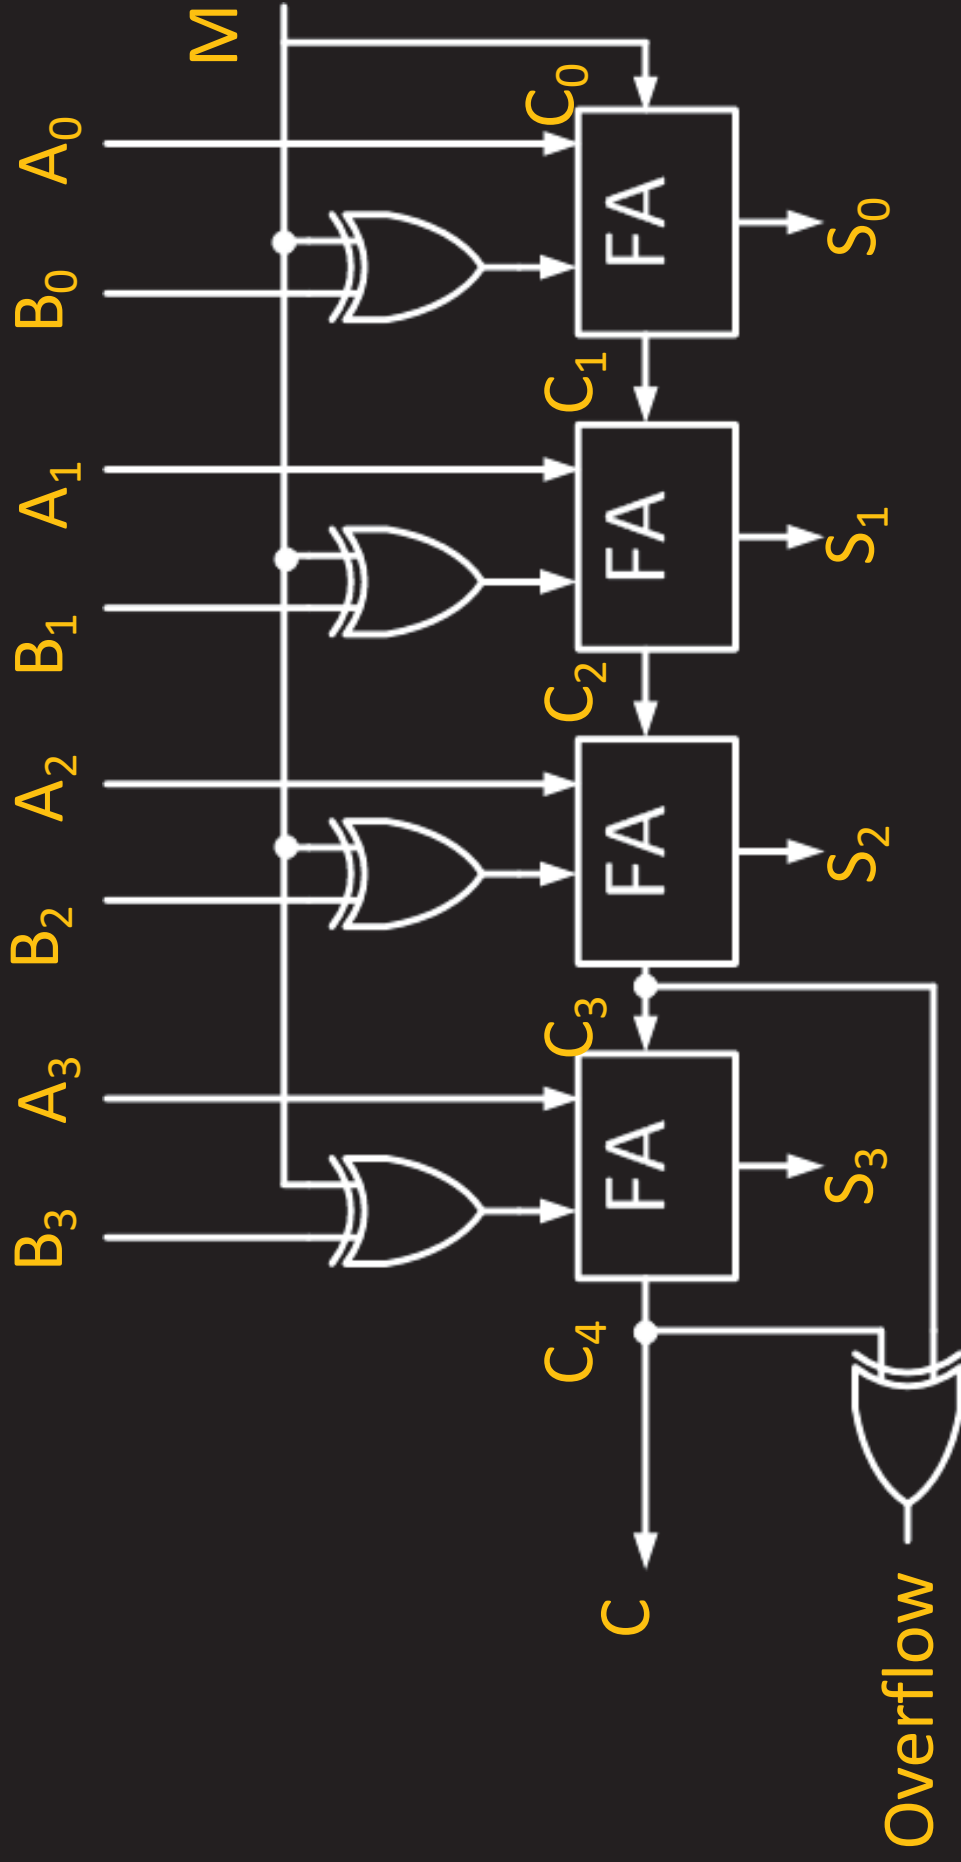 B₃ A₃ B₂ A₂ B₁ A₁ B₀ A₀
M
C₄ C₃ C₂ C₁ C₀
FA FA FA FA
C
S₃ S₂ S₁ S₀
Overflow